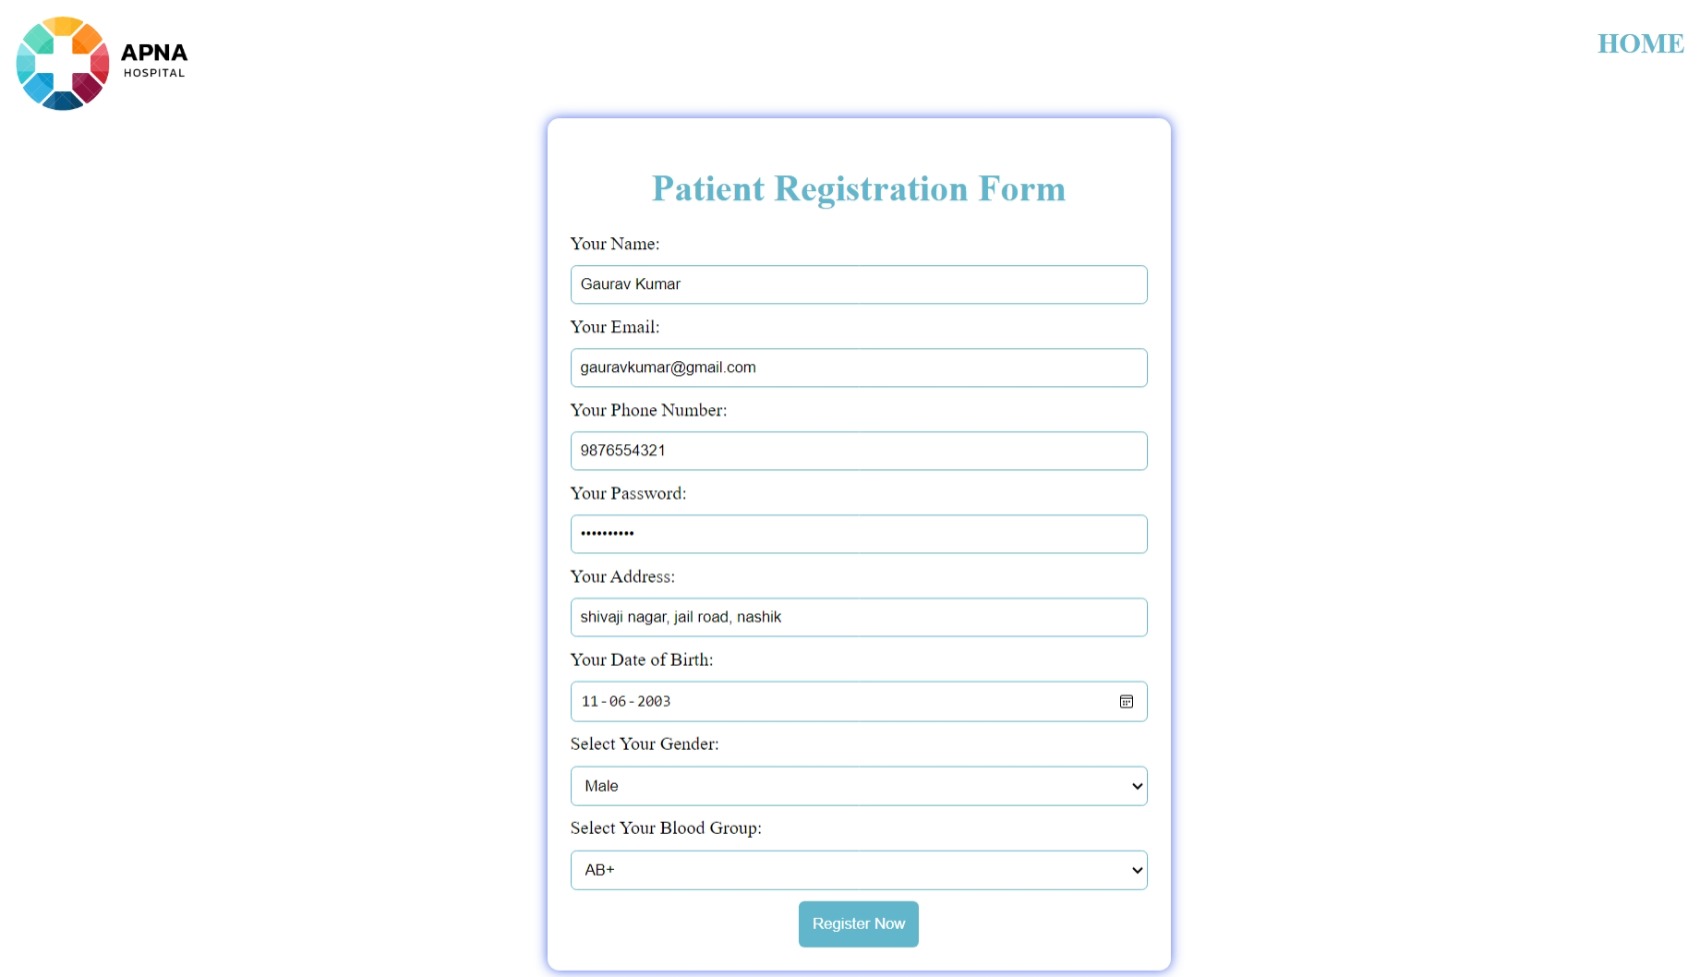 APNA
HOSPITAL
HOME
Patient Registration Form
Your Name:
Gaurav Kumar
Your Email:
gauravkumar@gmail.com
Your Phone Number:
9876554321
Your Password:
••••••••••
Your Address:
shivaji nagar, jail road, nashik
Your Date of Birth:
11-06-2003
Select Your Gender:
Male
Select Your Blood Group:
AB+
Register Now